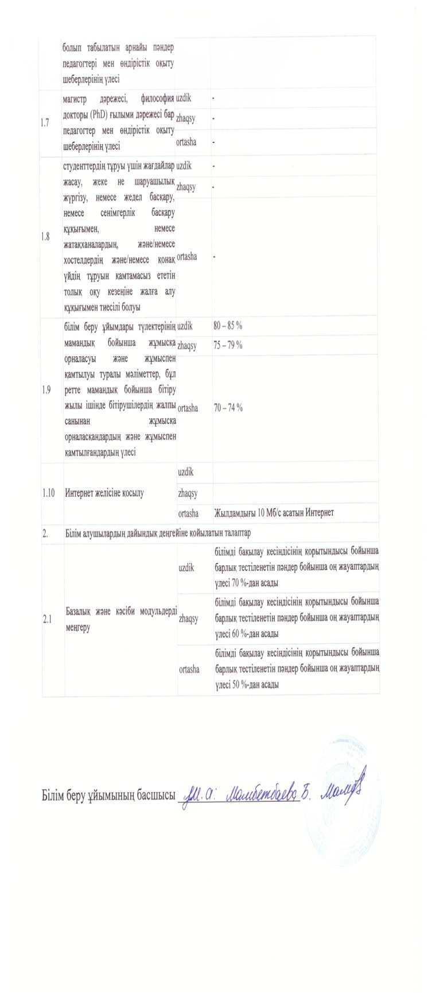 болып табылатын арнайы пәндер
педагогтері мен өндірістік оқыту
шеберлерінің үлесі
1.7
магистр дәрежесі, философия
докторы (PhD) ғылыми дәрежесі бар
педагогтер мен өндірістік оқыту
шеберлерінің үлесі
uzdik -
zhaqsy -
ortasha -
1.8
студенттердің тұруы үшін жағдайлар
жасау, жеке не шаруашылық
жүргізу, немесе жедел басқару,
немесе сенімгерлік басқару
құқығымен, немесе
жатақханалардың, және/немесе
хостелдердің және/немесе қонақ
үйдің тұруын қамтамасыз ететін
толық оқу кезеңіне жалға алу
құқығымен тиесілі болуы
uzdik -
zhaqsy -
ortasha -
1.9
білім беру ұйымдары түлектерінің
мамандық бойынша жұмысқа
орналасуы және жұмыспен
қамтылуы туралы мәліметтер, бұл
ретте мамандық бойынша бітіру
жылы ішінде бітірушілердің жалпы
санынан жұмысқа
орналасқандардың және жұмыспен
қамтылғандардың үлесі
uzdik 80 – 85 %
zhaqsy 75 – 79 %
ortasha 70 – 74 %
1.10 Интернет желісіне қосылу
uzdik
zhaqsy
ortasha Жылдамдығы 10 Мб/с асатын Интернет
2. Білім алушылардың дайындық деңгейіне қойылатын талаптар
2.1
Базалық және кәсіби модульдерді
меңгеру
uzdik
білімді бақылау кесіндісінің қорытындысы бойынша
барлық тестіленетін пәндер бойынша оң жауаптардың
үлесі 70 %-дан асады
zhaqsy
білімді бақылау кесіндісінің қорытындысы бойынша
барлық тестіленетін пәндер бойынша оң жауаптардың
үлесі 60 %-дан асады
ortasha
білімді бақылау кесіндісінің қорытындысы бойынша
барлық тестіленетін пәндер бойынша оң жауаптардың
үлесі 50 %-дан асады
Білім беру ұйымының басшысы м.а. Мамбетбаева Б.